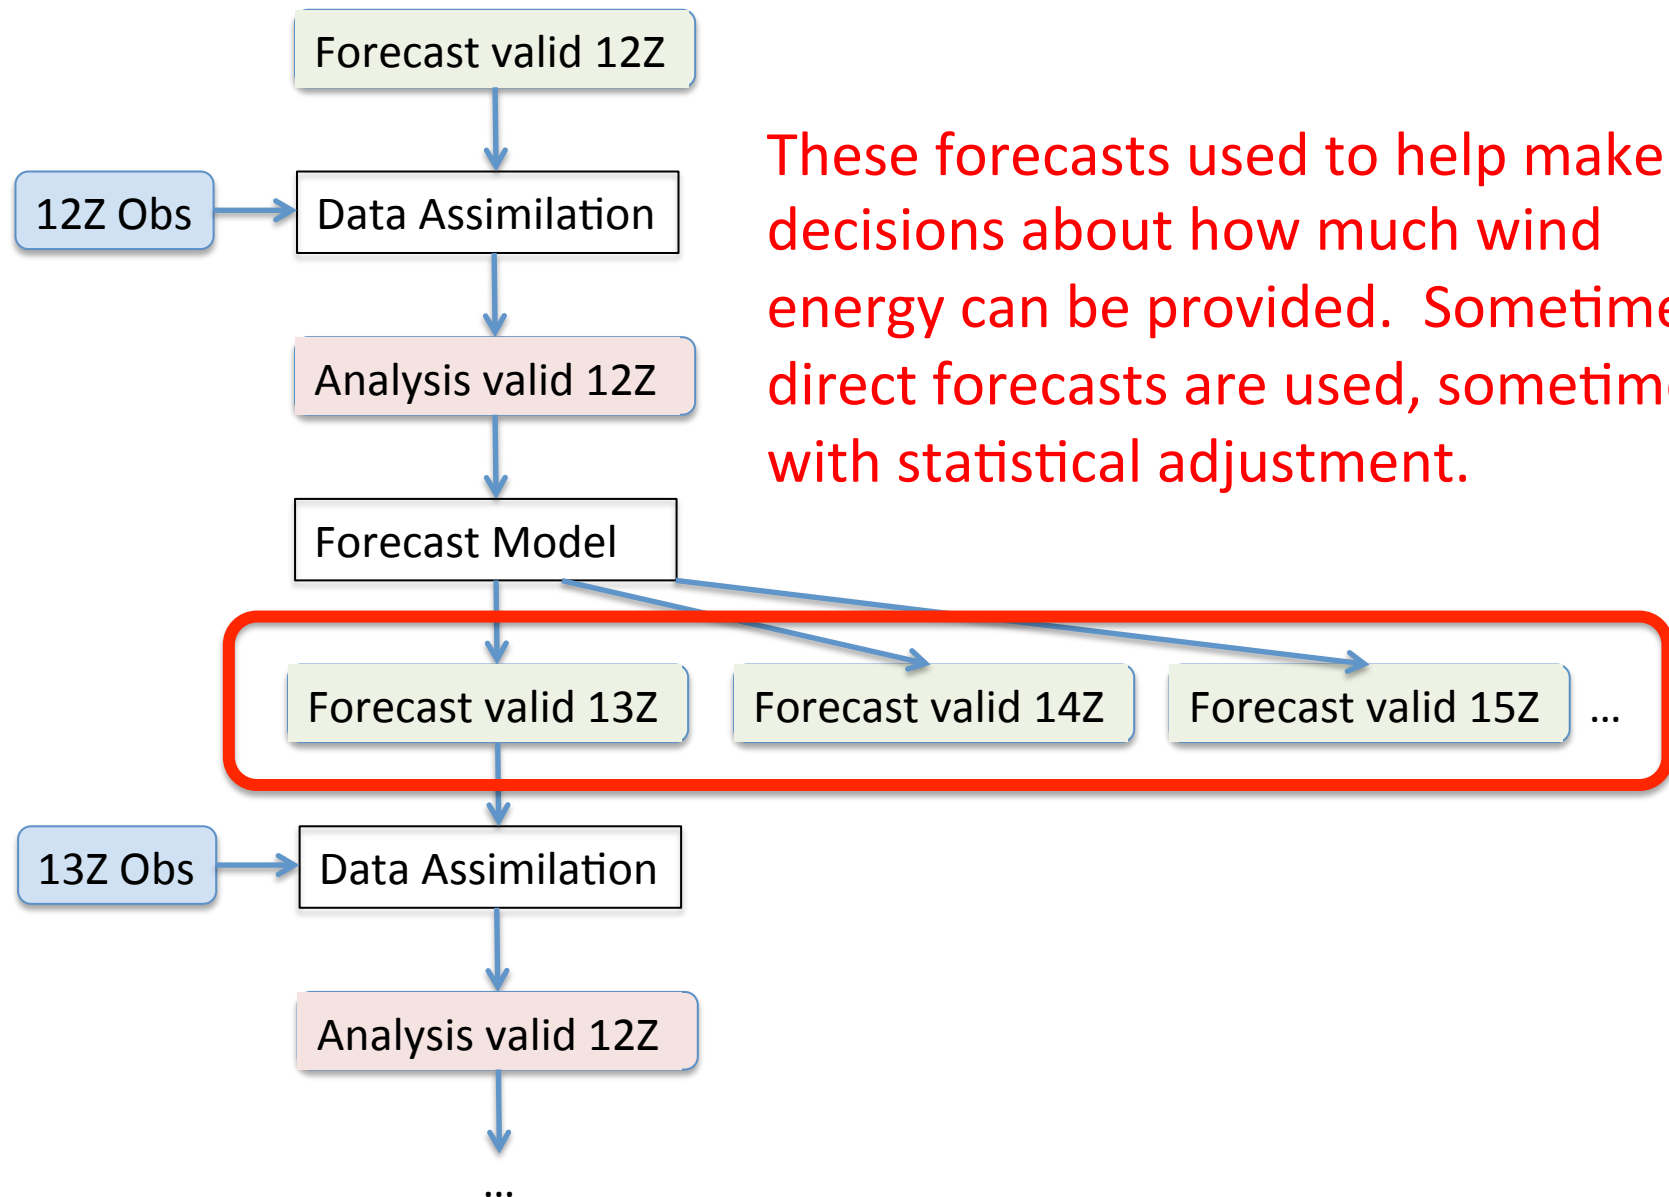 Forecast valid 12Z
These forecasts used to help make
decisions about how much wind
energy can be provided.  Sometime
direct forecasts are used, sometim
with statistical adjustment.
12Z Obs
Data Assimilation
Analysis valid 12Z
Forecast Model
Forecast valid 13Z
Forecast valid 14Z
Forecast valid 15Z
...
13Z Obs
Data Assimilation
Analysis valid 12Z
...